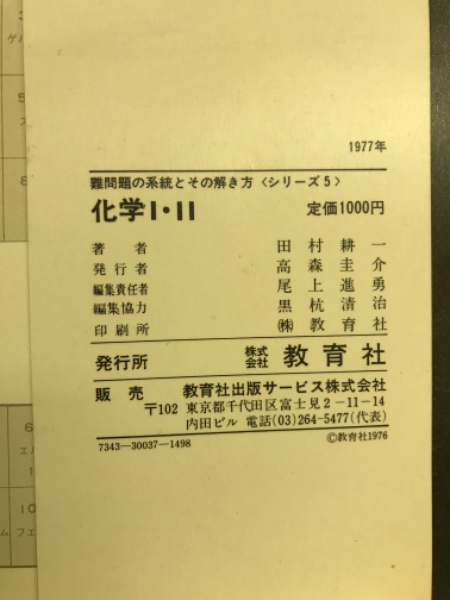 1977年
難問題の系統とその解き方〈シリーズ5〉
化学I・II 定価1000円
著者 田村耕一
発行者 高森圭介
編集責任者 尾上進勇
編集協力 黒杭清治
印刷所 ㈱教育社
発行所 株式会社 教育社
販売 教育社出版サービス株式会社
〒102 東京都千代田区富士見2-11-14
内田ビル 電話(03)264-5477(代表)
7343-30037-1498 ©教育社1976
6
10
フェ